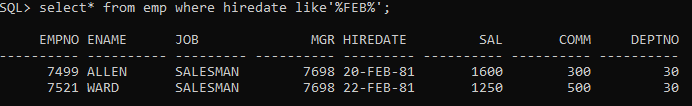 SQL> select* from emp where hiredate like'%FEB%';
EMPNO ENAME JOB MGR HIREDATE SAL COMM DEPTNO
---------- ---------- --------- ---------- --------- ---------- ---------- ----------
7499 ALLEN SALESMAN 7698 20-FEB-81 1600 300 30
7521 WARD SALESMAN 7698 22-FEB-81 1250 500 30